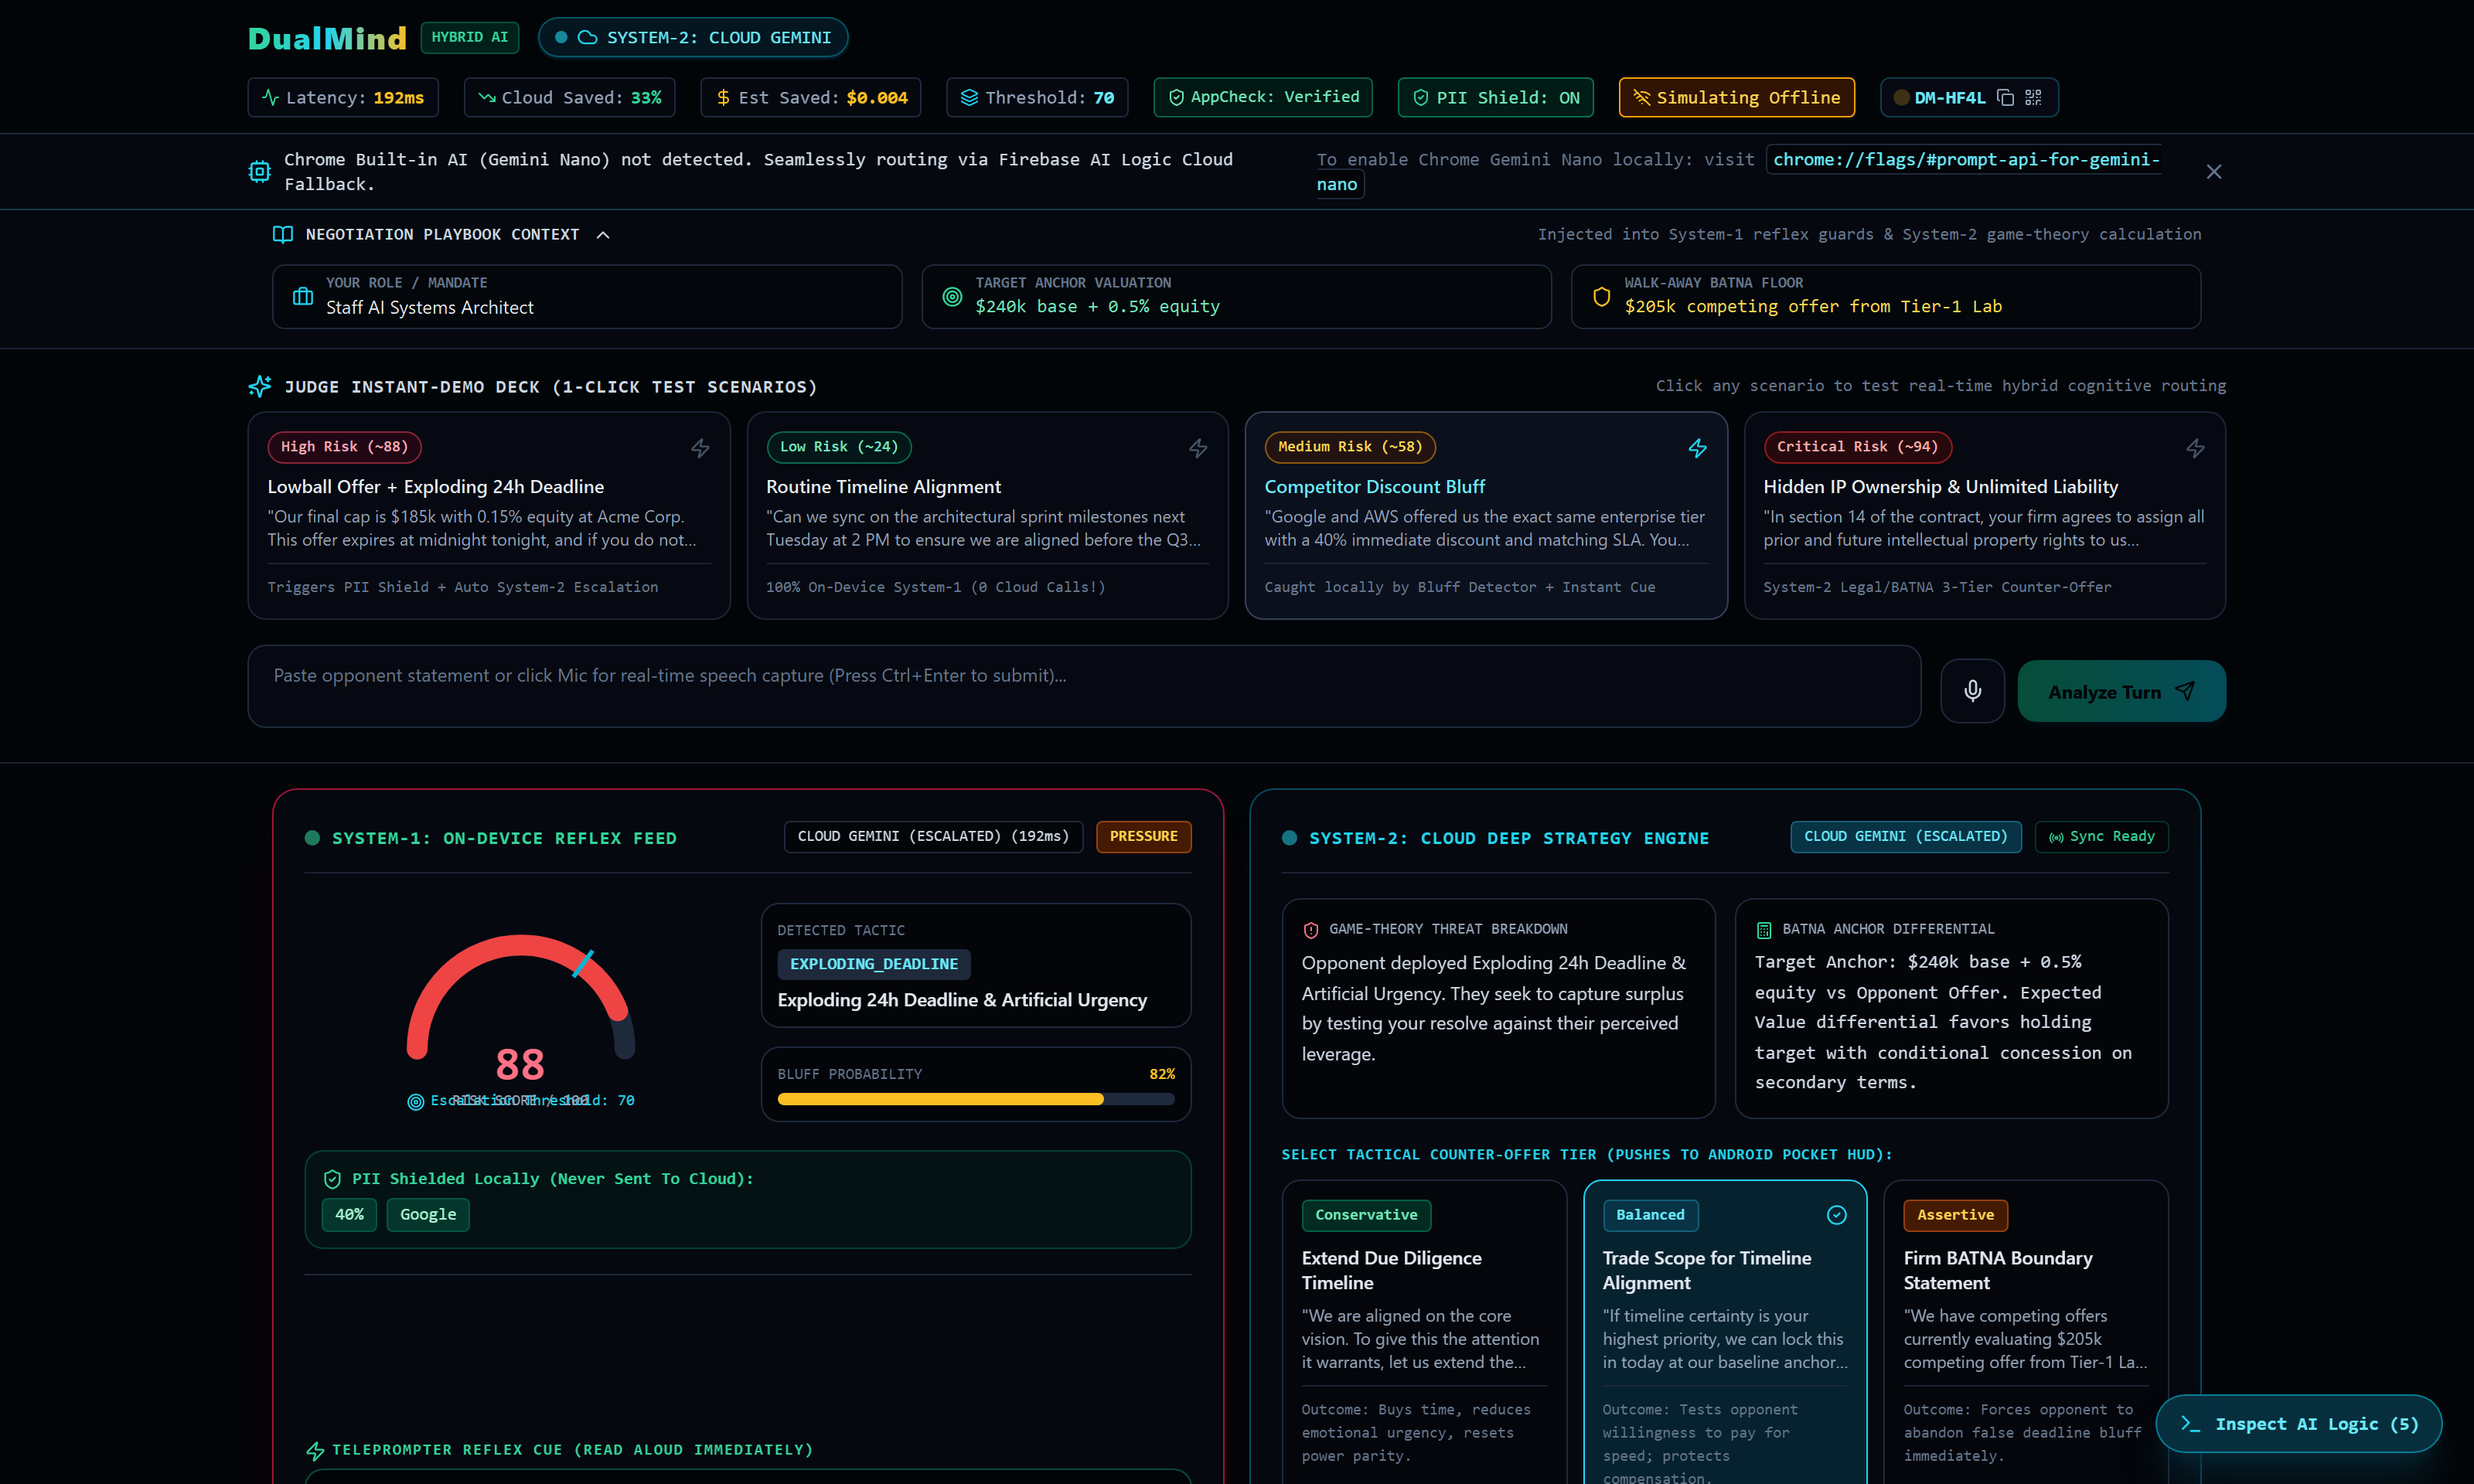 DualMind
HYBRID AI
SYSTEM-2: CLOUD GEMINI
Latency: 192ms
Cloud Saved: 33%
Est Saved: $0.004
Threshold: 70
AppCheck: Verified
PII Shield: ON
Simulating Offline
DM-HF4L
Chrome Built-in AI (Gemini Nano) not detected. Seamlessly routing via Firebase AI Logic Cloud
Fallback.
To enable Chrome Gemini Nano locally: visit chrome://flags/#prompt-api-for-gemini-
nano
NEGOTIATION PLAYBOOK CONTEXT
Injected into System-1 reflex guards & System-2 game-theory calculation
YOUR ROLE / MANDATE
Staff AI Systems Architect
TARGET ANCHOR VALUATION
$240k base + 0.5% equity
WALK-AWAY BATNA FLOOR
$205k competing offer from Tier-1 Lab
JUDGE INSTANT-DEMO DECK (1-CLICK TEST SCENARIOS)
Click any scenario to test real-time hybrid cognitive routing
High Risk (~88)
Lowball Offer + Exploding 24h Deadline
"Our final cap is $185k with 0.15% equity at Acme Corp.
This offer expires at midnight tonight, and if you do not...
Triggers PII Shield + Auto System-2 Escalation
Low Risk (~24)
Routine Timeline Alignment
"Can we sync on the architectural sprint milestones next
Tuesday at 2 PM to ensure we are aligned before the Q3...
100% On-Device System-1 (0 Cloud Calls!)
Medium Risk (~58)
Competitor Discount Bluff
"Google and AWS offered us the exact same enterprise tier
with a 40% immediate discount and matching SLA. You...
Caught locally by Bluff Detector + Instant Cue
Critical Risk (~94)
Hidden IP Ownership & Unlimited Liability
"In section 14 of the contract, your firm agrees to assign all
prior and future intellectual property rights to us...
System-2 Legal/BATNA 3-Tier Counter-Offer
Paste opponent statement or click Mic for real-time speech capture (Press Ctrl+Enter to submit)...
Analyze Turn
SYSTEM-1: ON-DEVICE REFLEX FEED
CLOUD GEMINI (ESCALATED) (192ms)
PRESSURE
88
RISK SCORE / 100
Escalation Threshold: 70
DETECTED TACTIC
EXPLODING_DEADLINE
Exploding 24h Deadline & Artificial Urgency
BLUFF PROBABILITY
82%
PII Shielded Locally (Never Sent To Cloud):
40%
Google
TELEPROMPTER REFLEX CUE (READ ALOUD IMMEDIATELY)
SYSTEM-2: CLOUD DEEP STRATEGY ENGINE
CLOUD GEMINI (ESCALATED)
Sync Ready
GAME-THEORY THREAT BREAKDOWN
Opponent deployed Exploding 24h Deadline &
Artificial Urgency. They seek to capture surplus
by testing your resolve against their perceived
leverage.
BATNA ANCHOR DIFFERENTIAL
Target Anchor: $240k base + 0.5%
equity vs Opponent Offer. Expected
Value differential favors holding
target with conditional concession on
secondary terms.
SELECT TACTICAL COUNTER-OFFER TIER (PUSHES TO ANDROID POCKET HUD):
Conservative
Extend Due Diligence
Timeline
"We are aligned on the core
vision. To give this the attention
it warrants, let us extend the...
Outcome: Buys time, reduces
emotional urgency, resets
power parity.
Balanced
Trade Scope for Timeline
Alignment
"If timeline certainty is your
highest priority, we can lock this
in today at our baseline anchor...
Outcome: Tests opponent
willingness to pay for
speed; protects
compensation.
Assertive
Firm BATNA Boundary
Statement
"We have competing offers
currently evaluating $205k
competing offer from Tier-1 La...
Outcome: Forces opponent to
abandon false deadline bluff
immediately.
Inspect AI Logic (5)